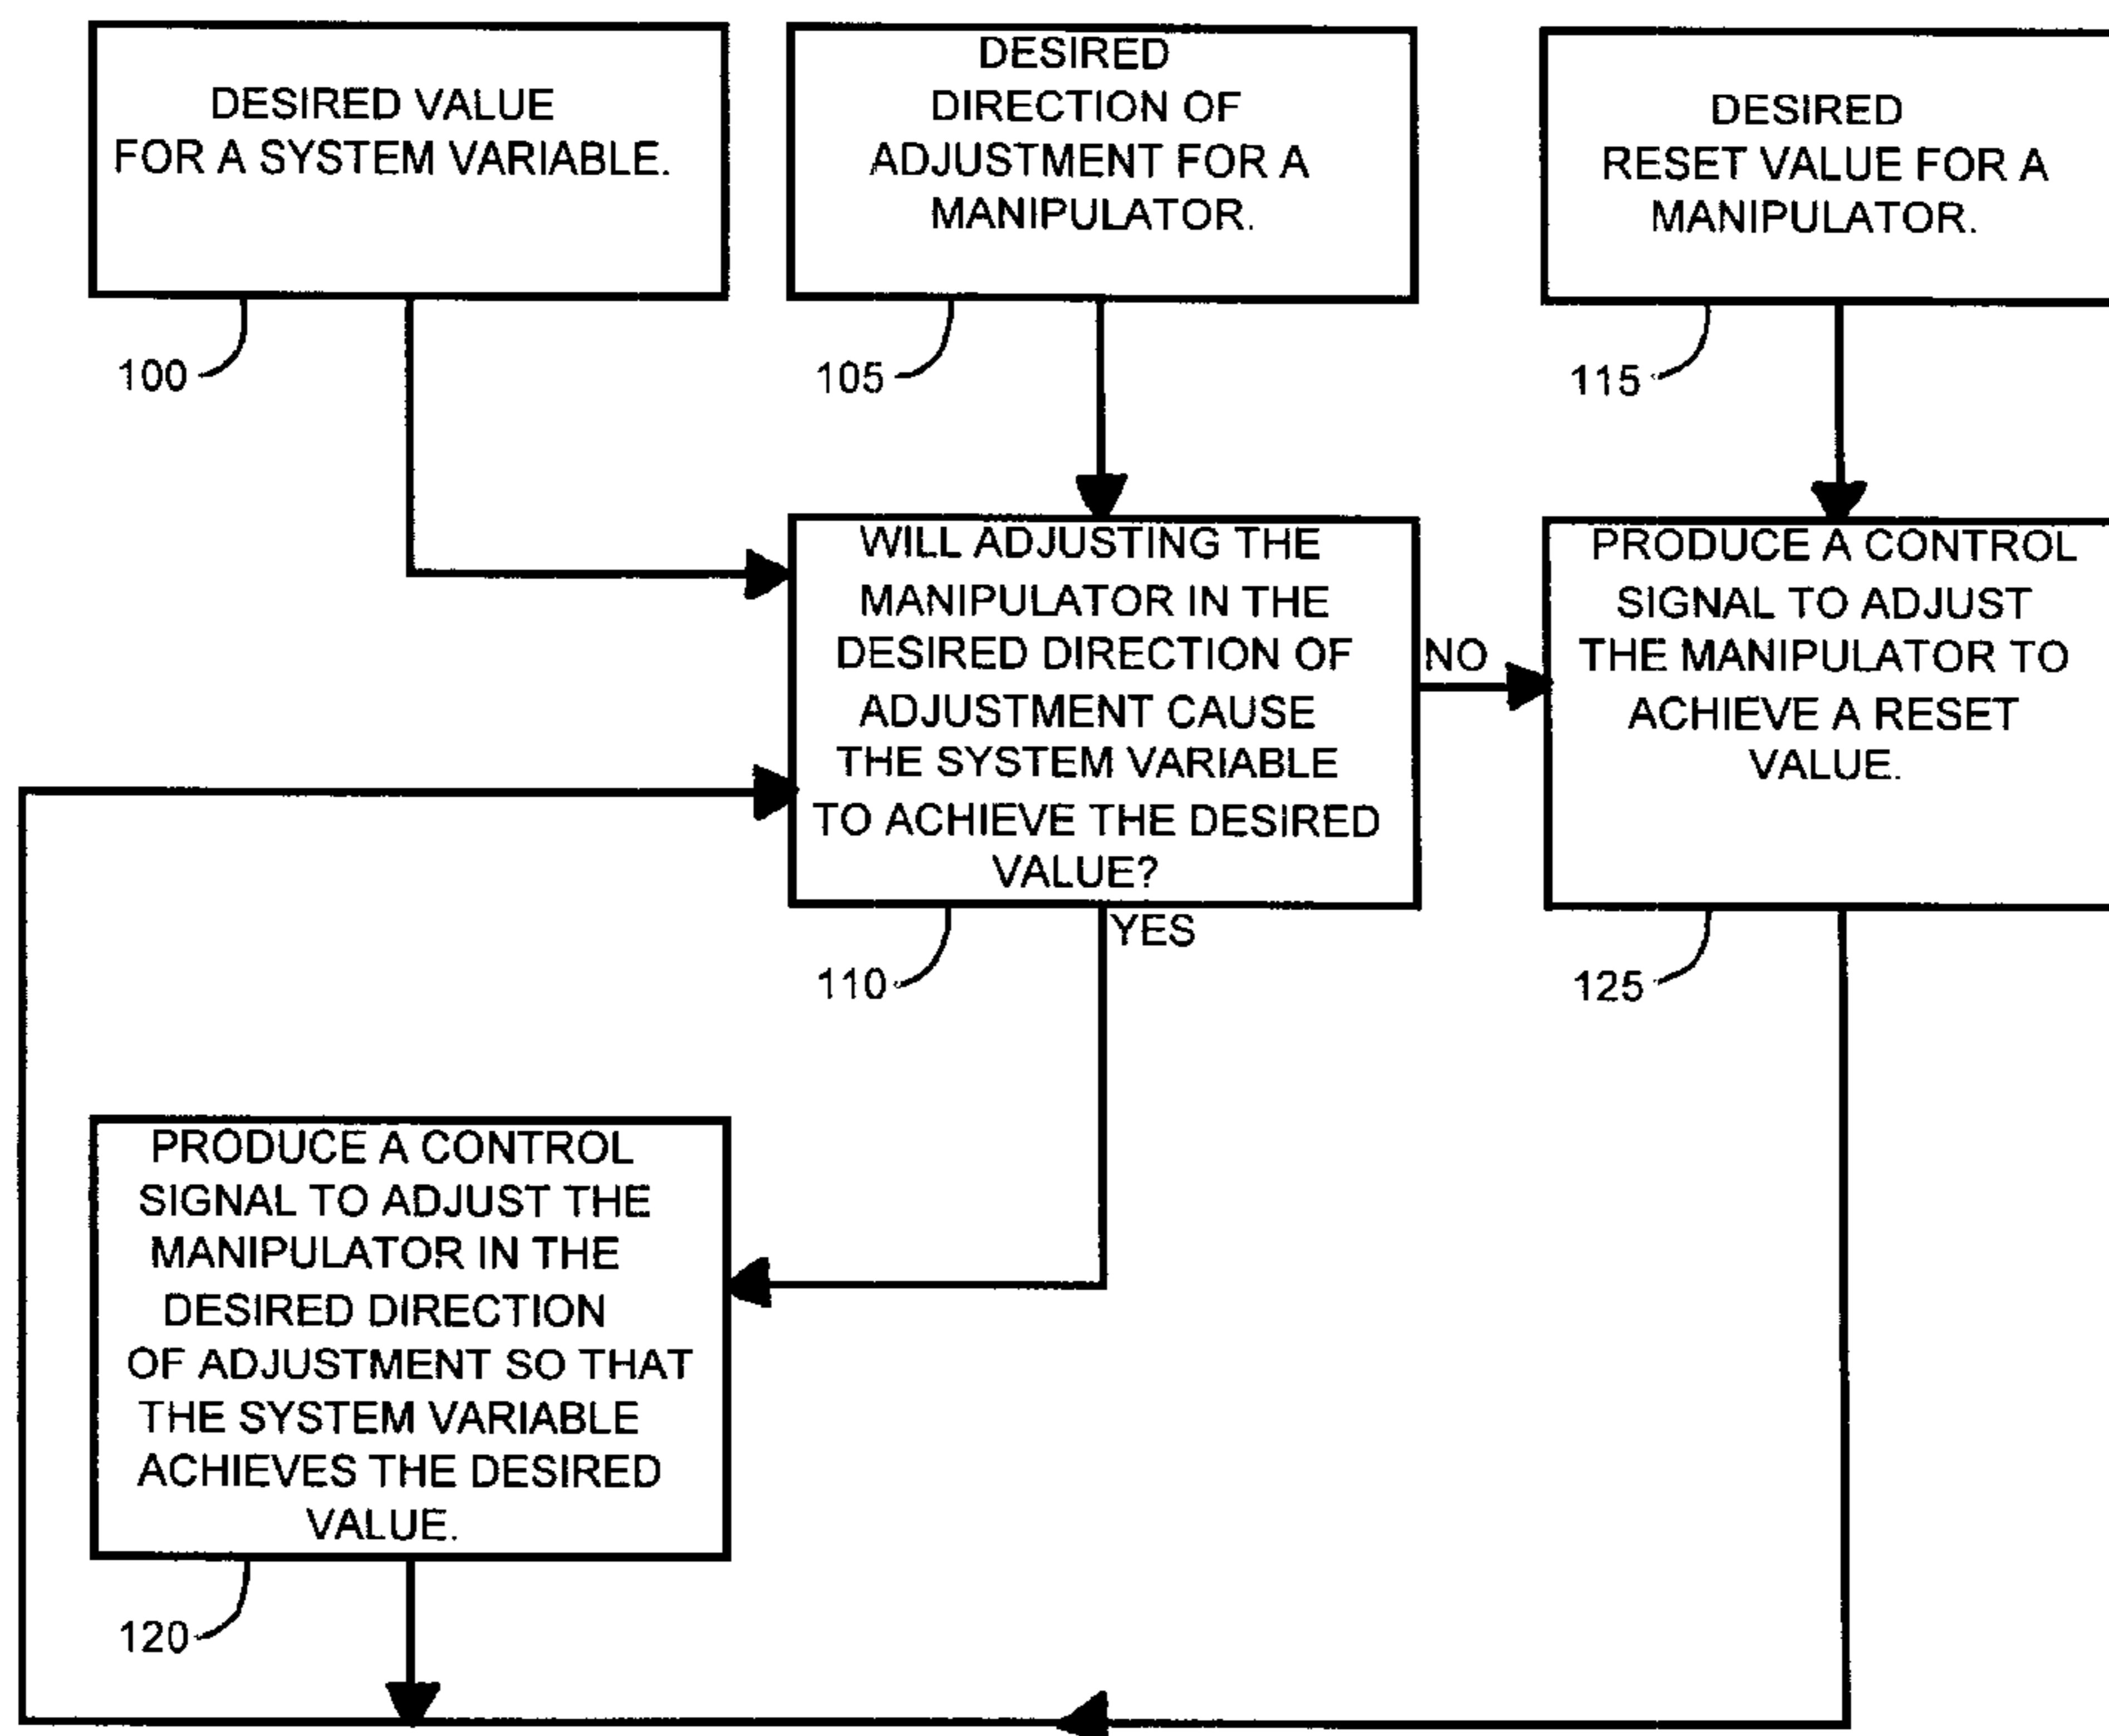 DESIRED VALUE
FOR A SYSTEM VARIABLE.
100
DESIRED
DIRECTION OF
ADJUSTMENT FOR A
MANIPULATOR.
105
DESIRED
RESET VALUE FOR A
MANIPULATOR.
115
WILL ADJUSTING THE
MANIPULATOR IN THE
DESIRED DIRECTION OF
ADJUSTMENT CAUSE
THE SYSTEM VARIABLE
TO ACHIEVE THE DESIRED
VALUE?
110
NO
YES
PRODUCE A CONTROL
SIGNAL TO ADJUST
THE MANIPULATOR TO
ACHIEVE A RESET
VALUE.
125
PRODUCE A CONTROL
SIGNAL TO ADJUST THE
MANIPULATOR IN THE
DESIRED DIRECTION
OF ADJUSTMENT SO THAT
THE SYSTEM VARIABLE
ACHIEVES THE DESIRED
VALUE.
120